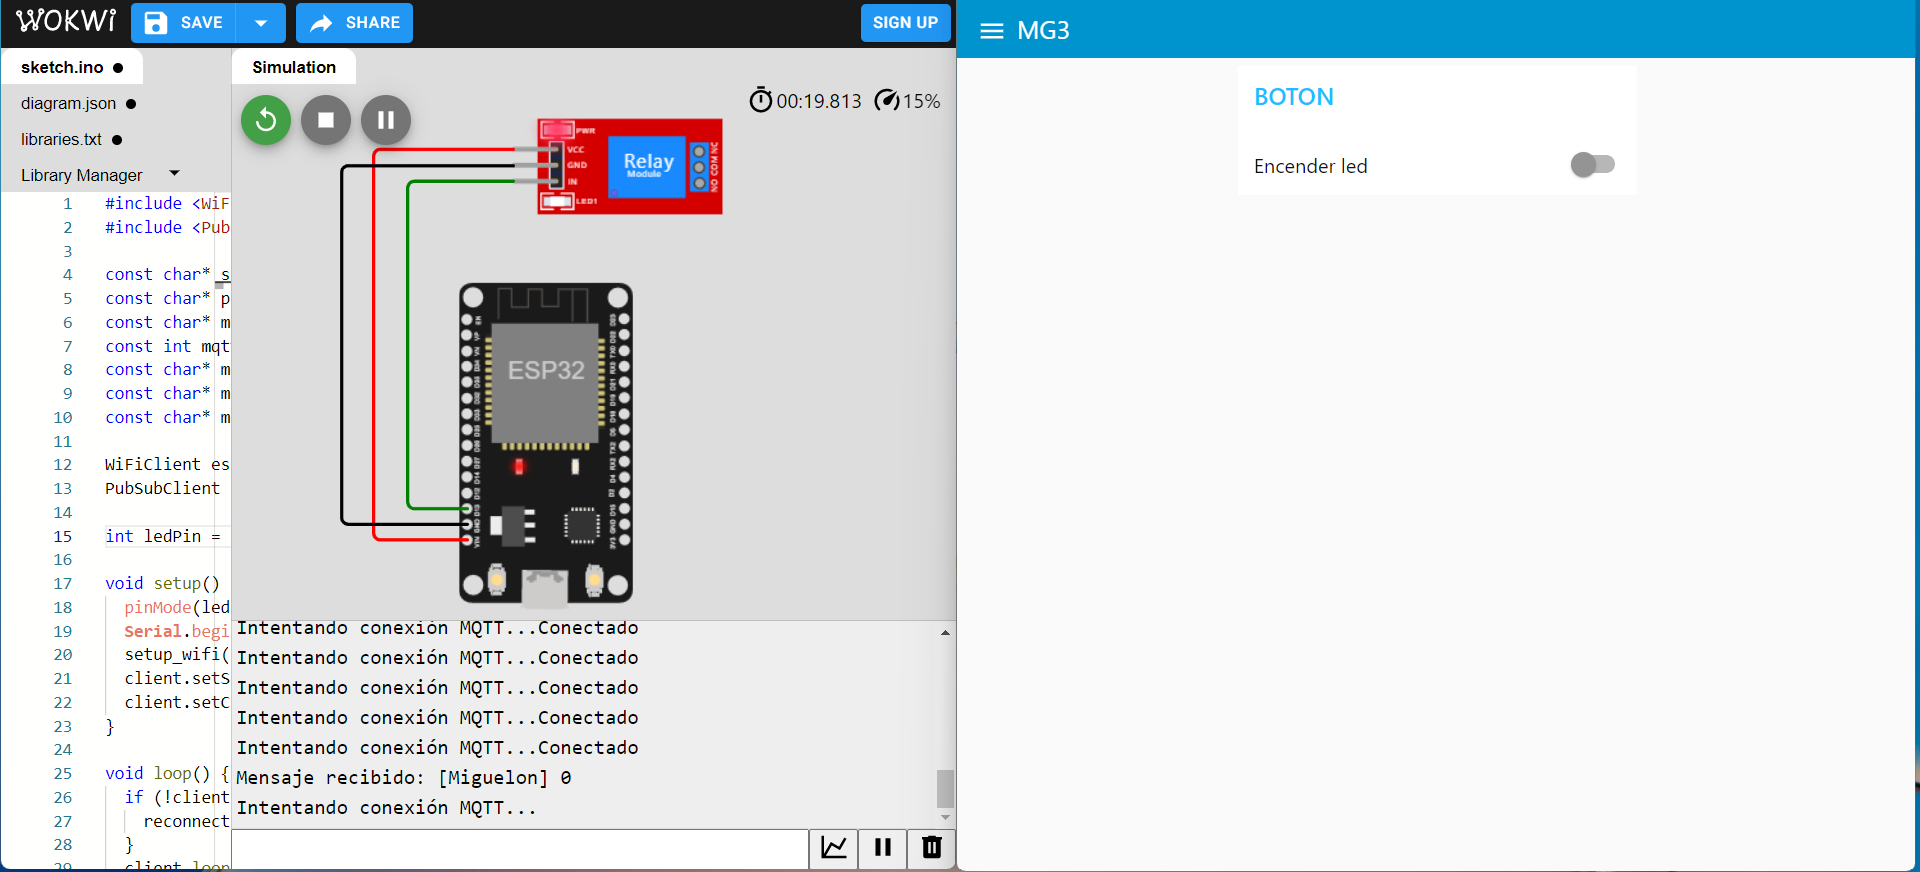 WOKWi
SAVE
SHARE
SIGN UP
sketch.ino
diagram.json
libraries.txt
Library Manager
1 #include <WiF
2 #include <Pub
3
4 const char* s
5 const char* p
6 const char* m
7 const int mqt
8 const char* m
9 const char* m
10 const char* m
11
12 WiFiClient es
13 PubSubClient
14
15 int ledPin =
16
17 void setup()
18 pinMode(led
19 Serial.begi
20 setup_wifi(
21 client.setS
22 client.setC
23 }
24
25 void loop() {
26 if (!client
27 reconnect
28 }
29 client.loop
Simulation
00:19.813
15%
PWR
VCC
GND
IN
LED1
Relay
Module
NO COM NC
ESP32
Intentando conexión MQTT...Conectado
Intentando conexión MQTT...Conectado
Intentando conexión MQTT...Conectado
Intentando conexión MQTT...Conectado
Intentando conexión MQTT...Conectado
Mensaje recibido: [Miguelon] 0
Intentando conexión MQTT...
MG3
BOTON
Encender led